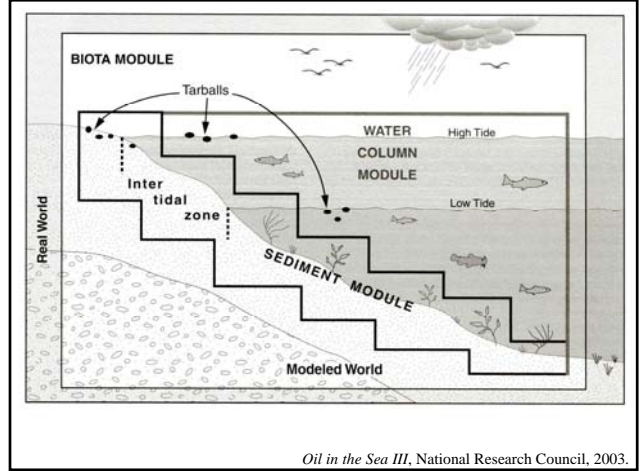 BIOTA MODULE
Tarballs
WATER
COLUMN
MODULE
High Tide
Inter
tidal
zone
Low Tide
Real World
SEDIMENT MODULE
Modeled World
Oil in the Sea III, National Research Council, 2003.